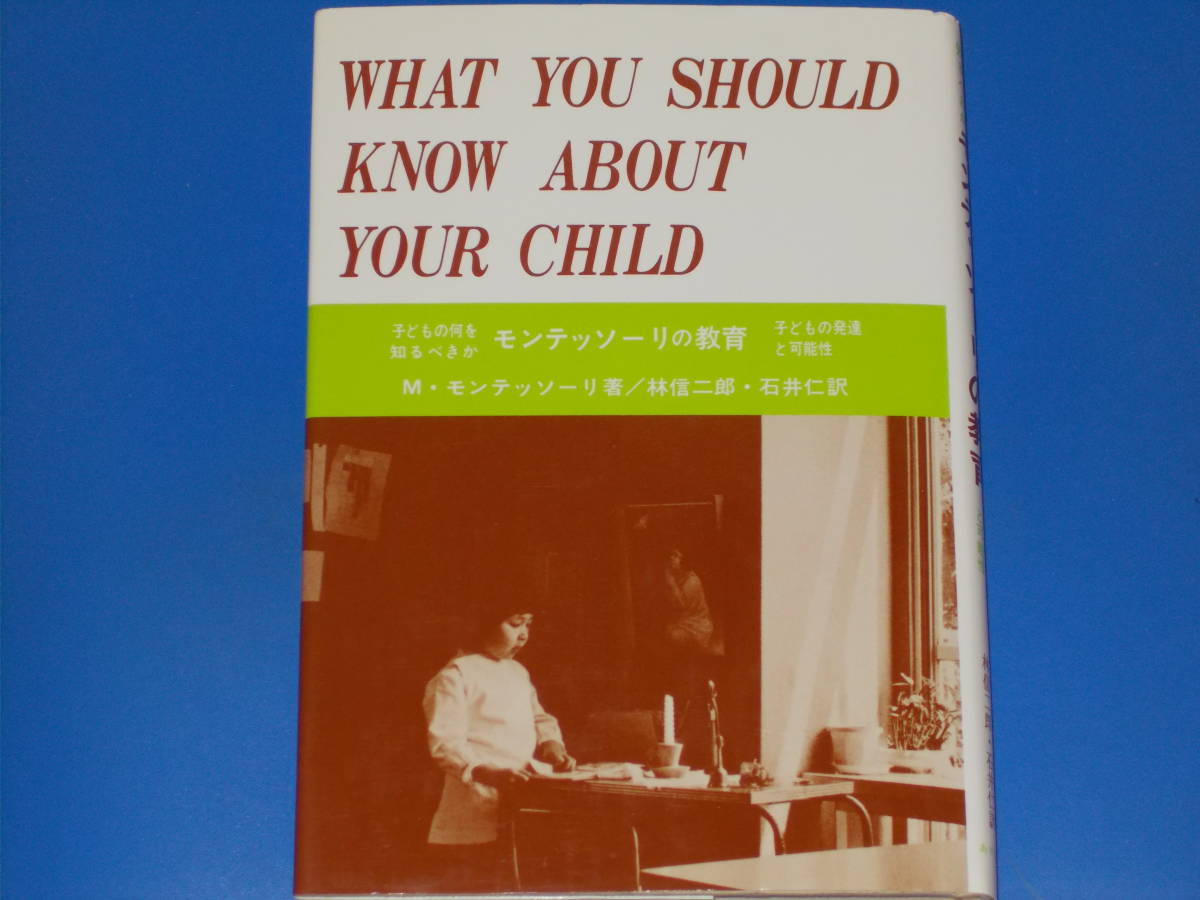 WHAT YOU SHOULD
KNOW ABOUT
YOUR CHILD
子どもの何を
知るべきか
モンテッソーリの教育
子どもの発達
と可能性
M・モンテッソーリ著／林信二郎・石井仁訳